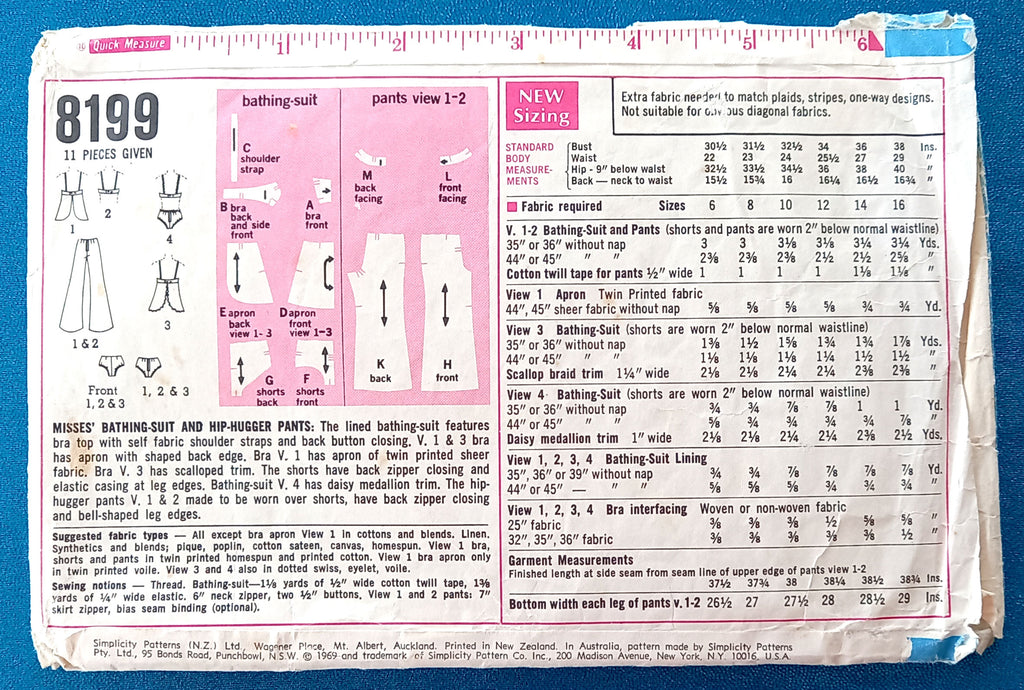 Quick Measure 1 2 3 4 5 6
8199
11 PIECES GIVEN
1
2
4
3
1 & 2
Front
1, 2 & 3
1, 2 & 3
bathing-suit
C
shoulder
strap
B bra
back
and side
front
A
bra
front
E apron
back
view 1-3
D apron
front
view 1-3
G
shorts
back
F
shorts
front
pants view 1-2
M
back
facing
L
front
facing
K
back
H
front
MISSES' BATHING-SUIT AND HIP-HUGGER PANTS: The lined bathing-suit features
bra top with self fabric shoulder straps and back button closing. V. 1 & 3 bra
has apron with shaped back edge. Bra V. 1 has apron of twin printed sheer
fabric. Bra V. 3 has scalloped trim. The shorts have back zipper closing and
elastic casing at leg edges. Bathing-suit V. 4 has daisy medallion trim. The hip-
hugger pants V. 1 & 2 made to be worn over shorts, have back zipper closing
and bell-shaped leg edges.
Suggested fabric types — All except bra apron View 1 in cottons and blends. Linen.
Synthetics and blends; pique, poplin, cotton sateen, canvas, homespun. View 1 bra,
shorts and pants in twin printed homespun and printed cotton. View 1 bra apron only
in twin printed voile. View 3 and 4 also in dotted swiss, eyelet, voile.
Sewing notions — Thread. Bathing-suit—1⅛ yards of ½" wide cotton twill tape, 1⅜
yards of ¼" wide elastic. 6" neck zipper, two ½" buttons. View 1 and 2 pants: 7"
skirt zipper, bias seam binding (optional).
NEW
Sizing
Extra fabric needed to match plaids, stripes, one-way designs.
Not suitable for obvious diagonal fabrics.
STANDARD
BODY
MEASURE-
MENTS
Bust 30½ 31½ 32½ 34 36 38 Ins.
Waist 22 23 24 25½ 27 29 "
Hip - 9" below waist 32½ 33½ 34½ 36 38 40 "
Back — neck to waist 15½ 15¾ 16 16¼ 16½ 16¾ "
Fabric required Sizes 6 8 10 12 14 16
V. 1-2 Bathing-Suit and Pants (shorts and pants are worn 2" below normal waistline)
35" or 36" without nap 3 3 3⅛ 3⅛ 3¼ 3¼ Yds.
44" or 45" " " 2⅜ 2⅜ 2⅜ 2½ 2½ 2⅝ "
Cotton twill tape for pants ½" wide 1 1 1 1 1⅛ 1⅛ "
View 1 Apron Twin Printed fabric
44", 45" sheer fabric without nap ⅝ ⅝ ⅝ ⅝ ¾ ¾ Yd.
View 3 Bathing-Suit (shorts are worn 2" below normal waistline)
35" or 36" without nap 1⅜ 1½ 1⅝ 1¾ 1¾ 1⅞ Yds.
44" or 45" " " 1⅛ 1⅛ 1⅛ 1¼ 1½ 1½ "
Scallop braid trim 1¼" wide 2⅛ 2⅛ 2¼ 2¼ 2⅜ 2⅜ "
View 4 Bathing-Suit (shorts are worn 2" below normal waistline)
35" or 36" without nap ¾ ¾ ⅞ ⅞ 1 1 Yd.
44" or 45" " " ⅝ ¾ ¾ ¾ ¾ ⅞ "
Daisy medallion trim 1" wide 2⅛ 2⅛ 2¼ 2¼ 2⅜ 2½ Yds.
View 1, 2, 3, 4 Bathing-Suit Lining
35", 36" or 39" without nap ¾ ¾ ⅞ ⅞ ⅞ ⅞ Yd.
44" or 45" — " " ⅝ ⅝ ⅝ ¾ ¾ ¾ "
View 1, 2, 3, 4 Bra interfacing Woven or non-woven fabric
25" fabric ⅜ ⅜ ⅜ ½ ⅝ ⅝ "
32", 35", 36" fabric ⅜ ⅜ ⅜ ⅜ ⅜ ½ "
Garment Measurements
Finished length at side seam from seam line of upper edge of pants view 1-2
37½ 37¾ 38 38¼ 38½ 38¾ Ins.
Bottom width each leg of pants v. 1-2 26½ 27 27½ 28 28½ 29 Ins.
Simplicity Patterns (N.Z.) Ltd., Wagener Place, Mt. Albert, Auckland. Printed in New Zealand. In Australia, pattern made by Simplicity Patterns
Pty. Ltd., 95 Bonds Road, Punchbowl, N.S.W. © 1969 and trademark of Simplicity Pattern Co. Inc., 200 Madison Avenue, New York, N.Y. 10016, U.S.A.